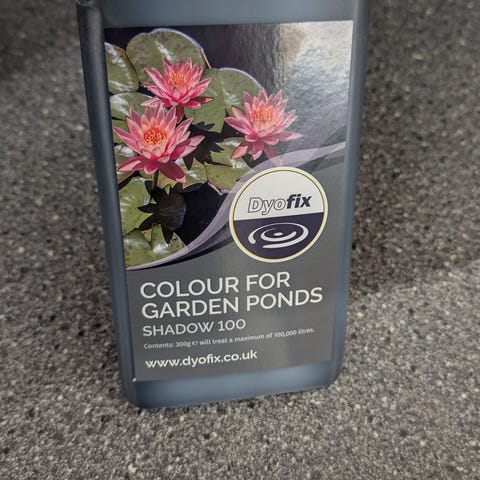 Dyofix
COLOUR FOR
GARDEN PONDS
SHADOW 100
Contents: 300g ℮ will treat a maximum of 100,000 litres.
www.dyofix.co.uk